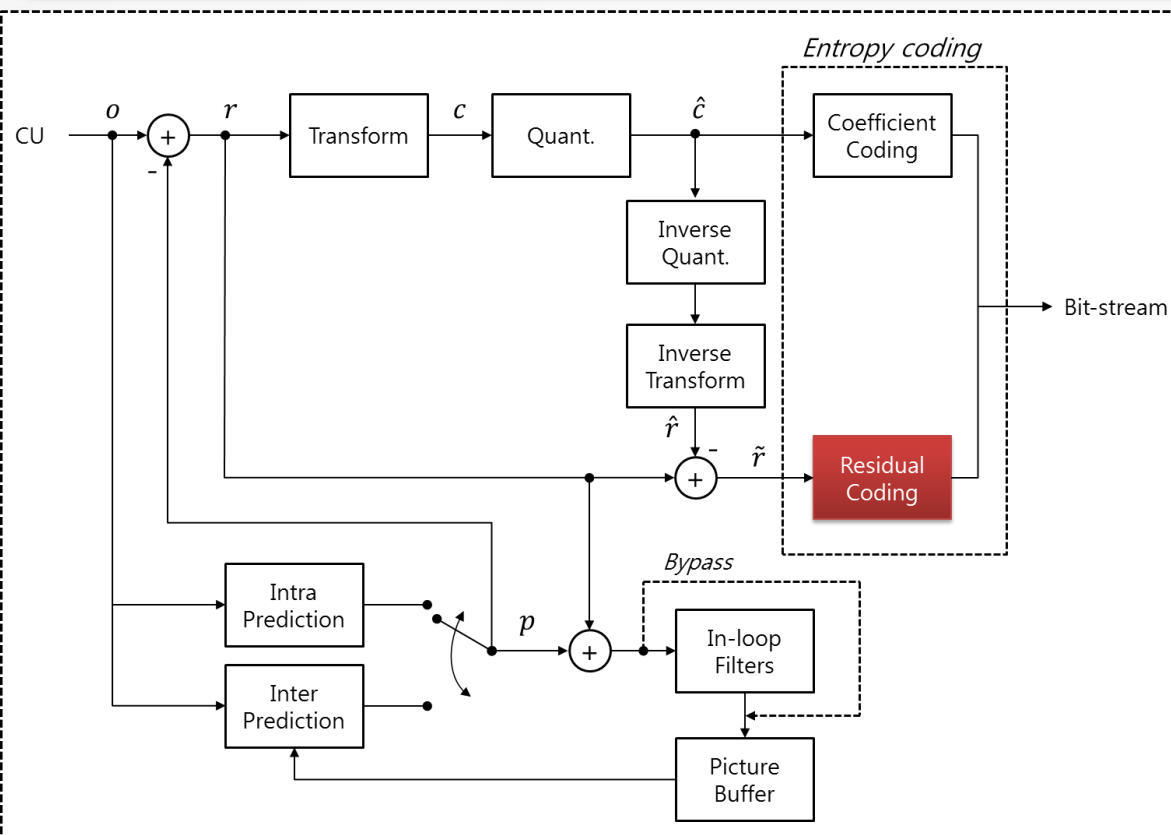 Entropy coding
CU
o
+
-
r
Transform
c
Quant.
ĉ
Coefficient
Coding
Inverse
Quant.
Bit-stream
Inverse
Transform
r̂
-
+
r̃
Residual
Coding
Bypass
Intra
Prediction
p
+
In-loop
Filters
Inter
Prediction
Picture
Buffer